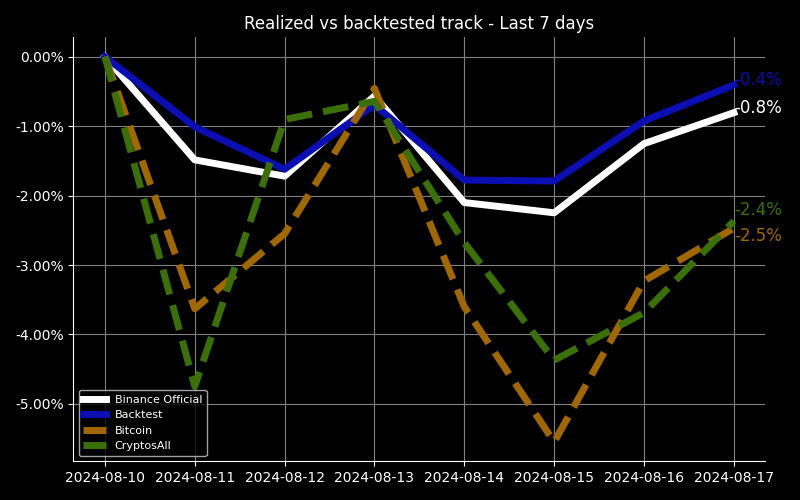 Realized vs backtested track - Last 7 days
0.00%
-1.00%
-2.00%
-3.00%
-4.00%
-5.00%
-0.4%
-0.8%
-2.4%
-2.5%
Binance Official
Backtest
Bitcoin
CryptosAll
2024-08-10 2024-08-11 2024-08-12 2024-08-13 2024-08-14 2024-08-15 2024-08-16 2024-08-17